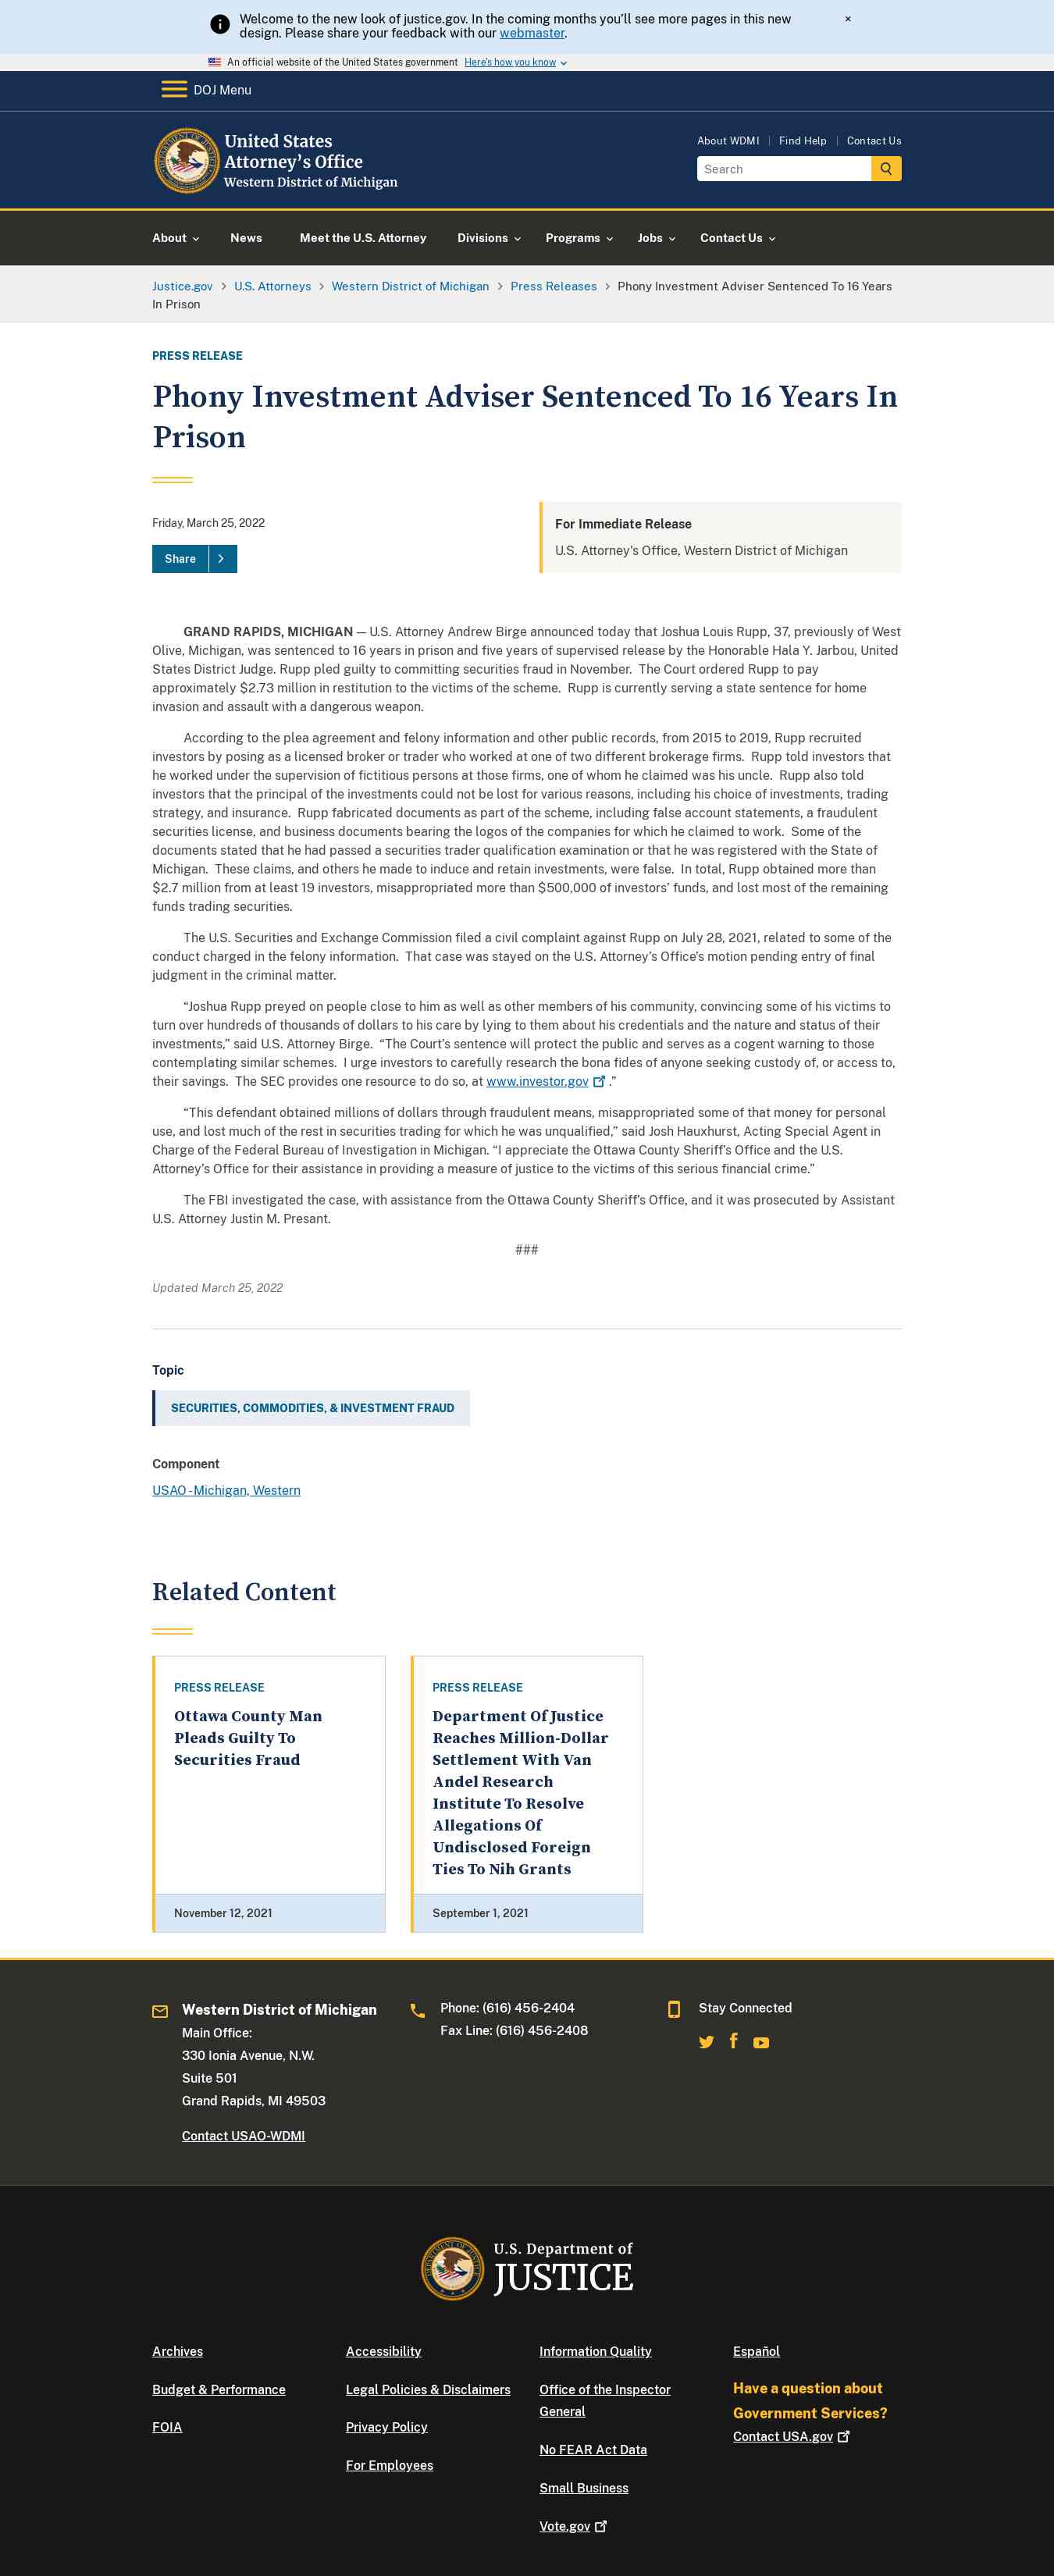 Welcome to the new look of justice.gov. In the coming months you'll see more pages in this new
design. Please share your feedback with our webmaster.
×
An official website of the United States government Here's how you know
DOJ Menu
United States
Attorney's Office
Western District of Michigan
About WDMI | Find Help | Contact Us
Search
About News Meet the U.S. Attorney Divisions Programs Jobs Contact Us
Justice.gov > U.S. Attorneys > Western District of Michigan > Press Releases > Phony Investment Adviser Sentenced To 16 Years
In Prison
PRESS RELEASE
Phony Investment Adviser Sentenced To 16 Years In
Prison
Friday, March 25, 2022
Share >
For Immediate Release
U.S. Attorney's Office, Western District of Michigan
GRAND RAPIDS, MICHIGAN — U.S. Attorney Andrew Birge announced today that Joshua Louis Rupp, 37, previously of West
Olive, Michigan, was sentenced to 16 years in prison and five years of supervised release by the Honorable Hala Y. Jarbou, United
States District Judge. Rupp pled guilty to committing securities fraud in November.  The Court ordered Rupp to pay
approximately $2.73 million in restitution to the victims of the scheme.  Rupp is currently serving a state sentence for home
invasion and assault with a dangerous weapon.
According to the plea agreement and felony information and other public records, from 2015 to 2019, Rupp recruited
investors by posing as a licensed broker or trader who worked at one of two different brokerage firms.  Rupp told investors that
he worked under the supervision of fictitious persons at those firms, one of whom he claimed was his uncle.  Rupp also told
investors that the principal of the investments could not be lost for various reasons, including his choice of investments, trading
strategy, and insurance.  Rupp fabricated documents as part of the scheme, including false account statements, a fraudulent
securities license, and business documents bearing the logos of the companies for which he claimed to work.  Some of the
documents stated that he had passed a securities trader qualification examination or that he was registered with the State of
Michigan.  These claims, and others he made to induce and retain investments, were false.  In total, Rupp obtained more than
$2.7 million from at least 19 investors, misappropriated more than $500,000 of investors' funds, and lost most of the remaining
funds trading securities.
The U.S. Securities and Exchange Commission filed a civil complaint against Rupp on July 28, 2021, related to some of the
conduct charged in the felony information.  That case was stayed on the U.S. Attorney's Office's motion pending entry of final
judgment in the criminal matter.
“Joshua Rupp preyed on people close to him as well as other members of his community, convincing some of his victims to
turn over hundreds of thousands of dollars to his care by lying to them about his credentials and the nature and status of their
investments,” said U.S. Attorney Birge.  “The Court's sentence will protect the public and serves as a cogent warning to those
contemplating similar schemes.  I urge investors to carefully research the bona fides of anyone seeking custody of, or access to,
their savings.  The SEC provides one resource to do so, at www.investor.gov .”
“This defendant obtained millions of dollars through fraudulent means, misappropriated some of that money for personal
use, and lost much of the rest in securities trading for which he was unqualified,” said Josh Hauxhurst, Acting Special Agent in
Charge of the Federal Bureau of Investigation in Michigan. “I appreciate the Ottawa County Sheriff's Office and the U.S.
Attorney's Office for their assistance in providing a measure of justice to the victims of this serious financial crime.”
The FBI investigated the case, with assistance from the Ottawa County Sheriff's Office, and it was prosecuted by Assistant
U.S. Attorney Justin M. Presant.
###
Updated March 25, 2022
Topic
SECURITIES, COMMODITIES, & INVESTMENT FRAUD
Component
USAO - Michigan, Western
Related Content
PRESS RELEASE
Ottawa County Man
Pleads Guilty To
Securities Fraud
November 12, 2021
PRESS RELEASE
Department Of Justice
Reaches Million-Dollar
Settlement With Van
Andel Research
Institute To Resolve
Allegations Of
Undisclosed Foreign
Ties To Nih Grants
September 1, 2021
Western District of Michigan
Main Office:
330 Ionia Avenue, N.W.
Suite 501
Grand Rapids, MI 49503
Contact USAO-WDMI
Phone: (616) 456-2404
Fax Line: (616) 456-2408
Stay Connected
U.S. Department of
JUSTICE
Archives
Budget & Performance
FOIA
Accessibility
Legal Policies & Disclaimers
Privacy Policy
For Employees
Information Quality
Office of the Inspector
General
No FEAR Act Data
Small Business
Vote.gov
Español
Have a question about
Government Services?
Contact USA.gov